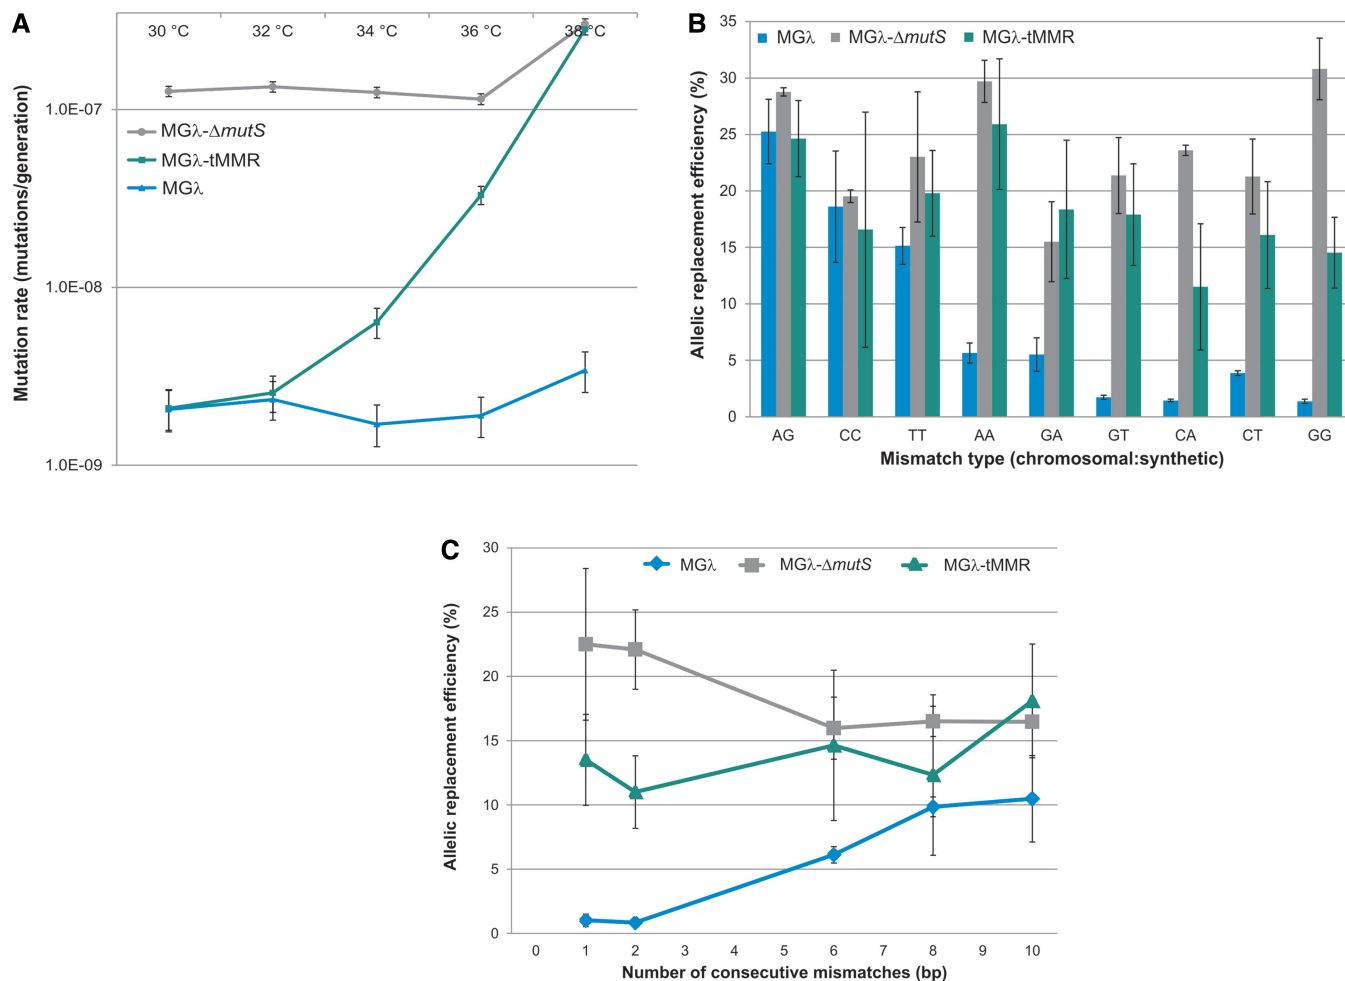 A
30 °C 32 °C 34 °C 36 °C 38 °C
Mutation rate (mutations/generation)
1.0E-07
1.0E-08
1.0E-09
MGλ-ΔmutS
MGλ-tMMR
MGλ
B
MGλ MGλ-ΔmutS MGλ-tMMR
Allelic replacement efficiency (%)
35
30
25
20
15
10
5
0
AG CC TT AA GA GT CA CT GG
Mismatch type (chromosomal:synthetic)
C
MGλ MGλ-ΔmutS MGλ-tMMR
Allelic replacement efficiency (%)
30
25
20
15
10
5
0
0 1 2 3 4 5 6 7 8 9 10
Number of consecutive mismatches (bp)